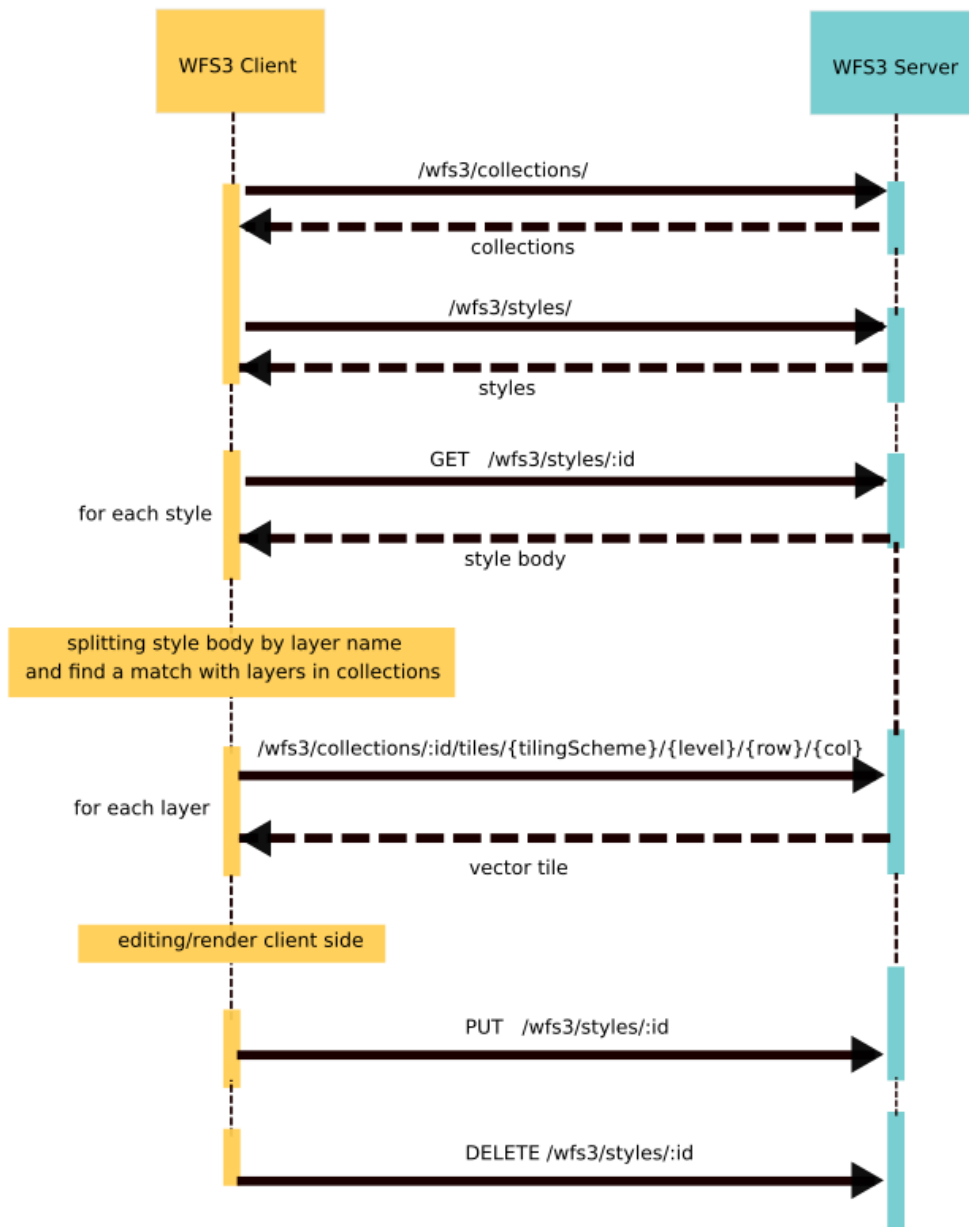 WFS3 Client
WFS3 Server
/wfs3/collections/
collections
/wfs3/styles/
styles
GET /wfs3/styles/:id
for each style
style body
splitting style body by layer name
and find a match with layers in collections
/wfs3/collections/:id/tiles/{tilingScheme}/{level}/{row}/{col}
for each layer
vector tile
editing/render client side
PUT /wfs3/styles/:id
DELETE /wfs3/styles/:id